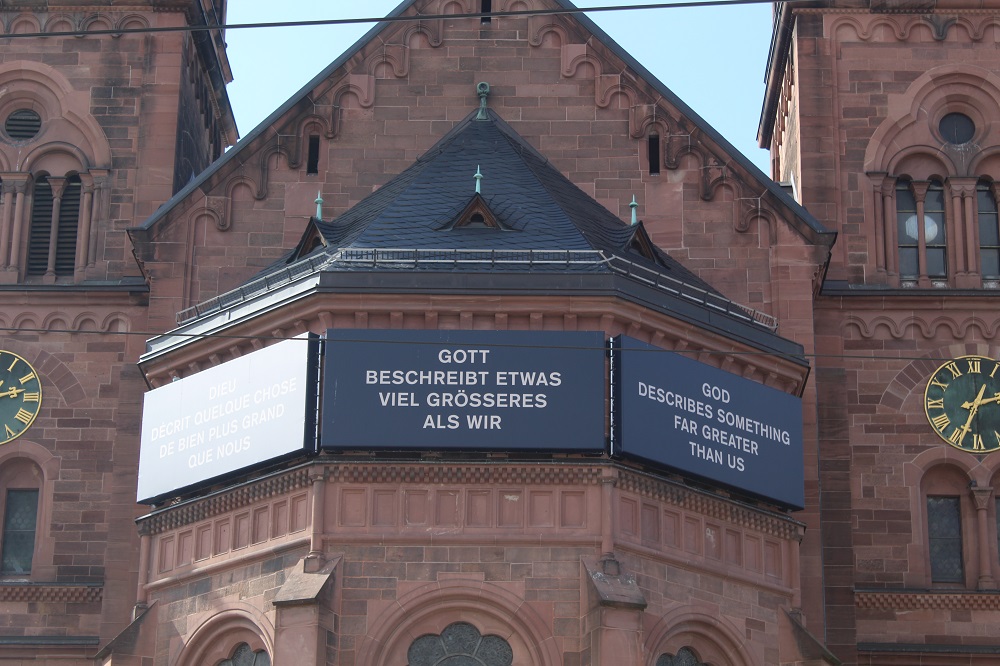 DIEU
DÉCRIT QUELQUE CHOSE
DE BIEN PLUS GRAND
QUE NOUS
GOTT
BESCHREIBT ETWAS
VIEL GRÖSSERES
ALS WIR
GOD
DESCRIBES SOMETHING
FAR GREATER
THAN US